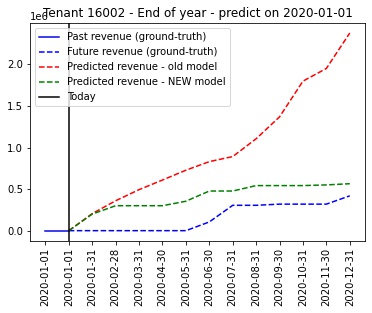 Tenant 16002 - End of year - predict on 2020-01-01
1e6
Past revenue (ground-truth)
Future revenue (ground-truth)
Predicted revenue - old model
Predicted revenue - NEW model
Today
2.0
1.5
1.0
0.5
0.0
2020-01-01
2020-01-01
2020-01-31
2020-02-28
2020-03-31
2020-04-30
2020-05-31
2020-06-30
2020-07-31
2020-08-31
2020-09-30
2020-10-31
2020-11-30
2020-12-31